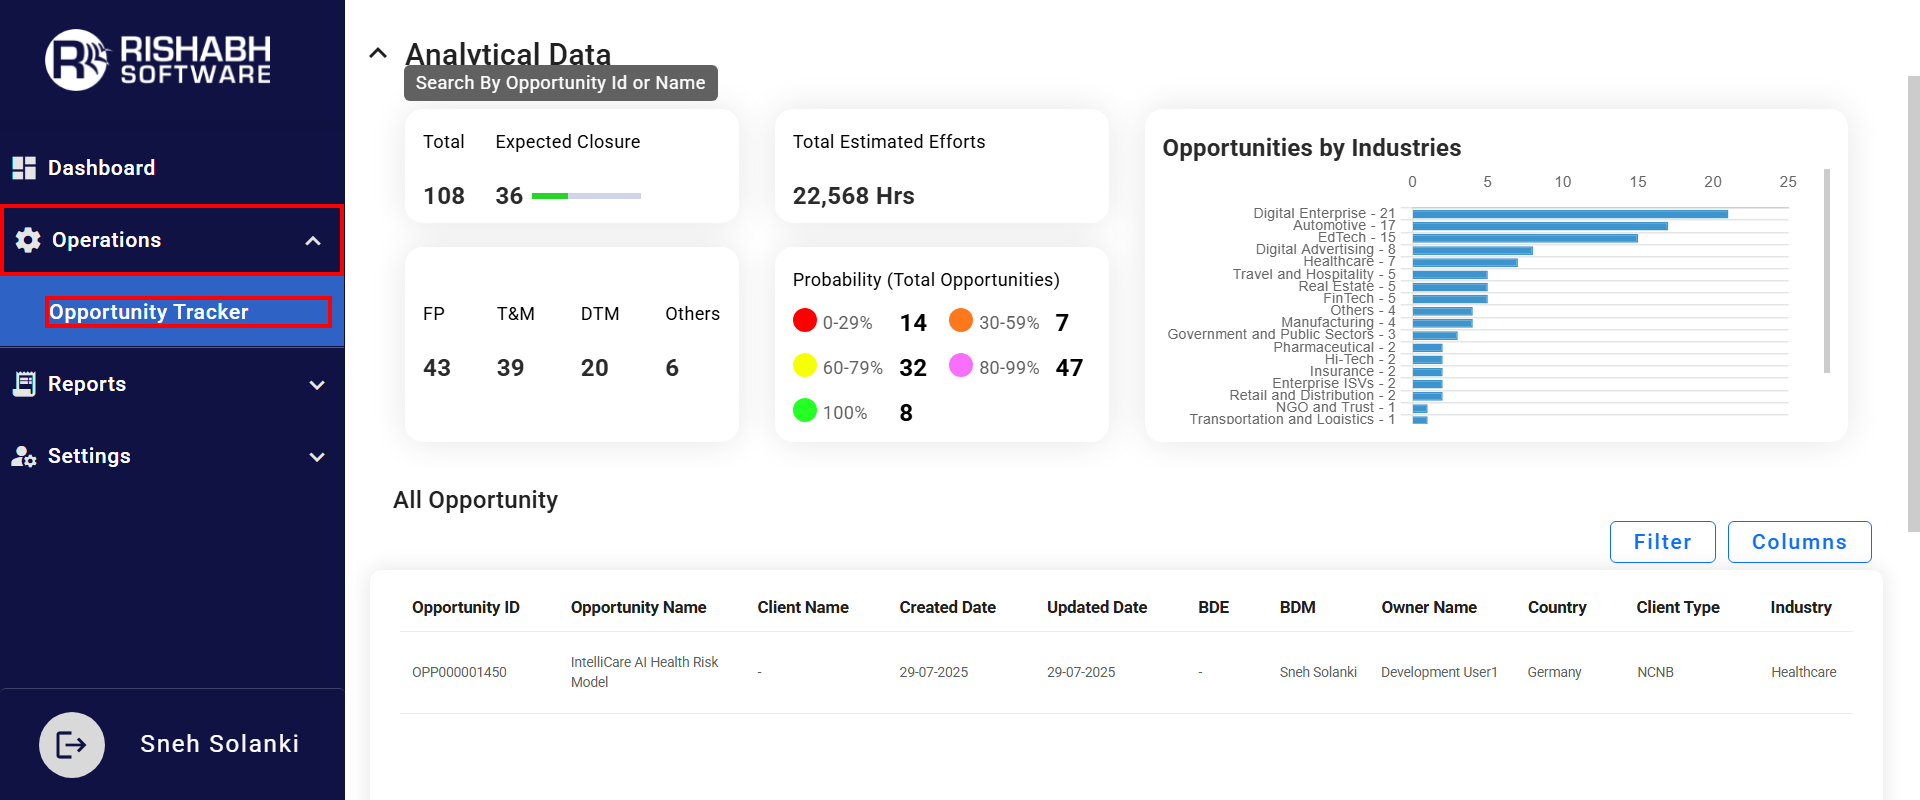 RISHABH
SOFTWARE
Dashboard
Operations
Opportunity Tracker
Reports
Settings
Sneh Solanki
Analytical Data
Search By Opportunity Id or Name
Total Expected Closure
108 36
Total Estimated Efforts
22,568 Hrs
FP T&M DTM Others
43 39 20 6
Probability (Total Opportunities)
0-29% 14 30-59% 7
60-79% 32 80-99% 47
100% 8
Opportunities by Industries
0 5 10 15 20 25
Digital Enterprise - 21
Automotive - 17
EdTech - 15
Digital Advertising - 8
Healthcare - 7
Travel and Hospitality - 5
Real Estate - 5
FinTech - 5
Others - 4
Manufacturing - 4
Government and Public Sectors - 3
Pharmaceutical - 2
Hi-Tech - 2
Insurance - 2
Enterprise ISVs - 2
Retail and Distribution - 2
NGO and Trust - 1
Transportation and Logistics - 1
All Opportunity
Filter Columns
Opportunity ID Opportunity Name Client Name Created Date Updated Date BDE BDM Owner Name Country Client Type Industry
OPP000001450 IntelliCare AI Health Risk Model - 29-07-2025 29-07-2025 - Sneh Solanki Development User1 Germany NCNB Healthcare